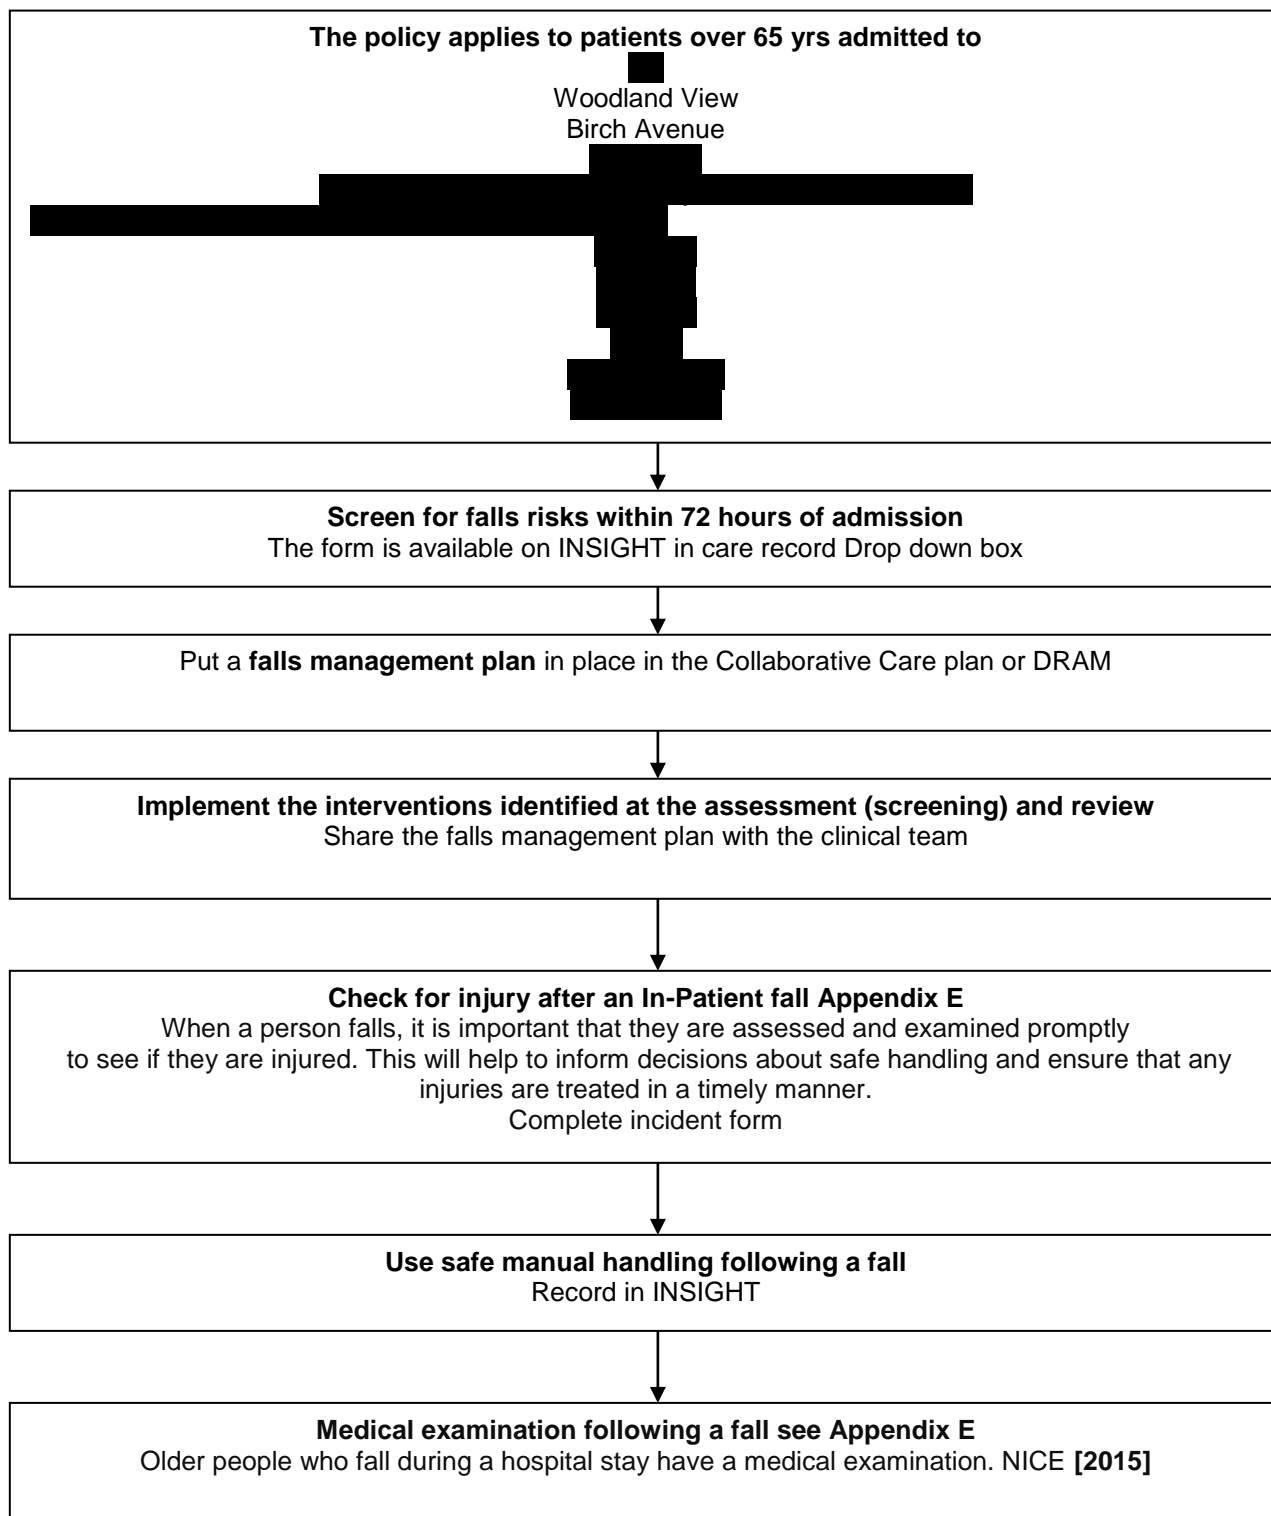 The policy applies to patients over 65 yrs admitted to
Woodland View
Birch Avenue
Screen for falls risks within 72 hours of admission
The form is available on INSIGHT in care record Drop down box
Put a falls management plan in place in the Collaborative Care plan or DRAM
Implement the interventions identified at the assessment (screening) and review
Share the falls management plan with the clinical team
Check for injury after an In-Patient fall Appendix E
When a person falls, it is important that they are assessed and examined promptly
to see if they are injured. This will help to inform decisions about safe handling and ensure that any
injuries are treated in a timely manner.
Complete incident form
Use safe manual handling following a fall
Record in INSIGHT
Medical examination following a fall see Appendix E
Older people who fall during a hospital stay have a medical examination. NICE [2015]